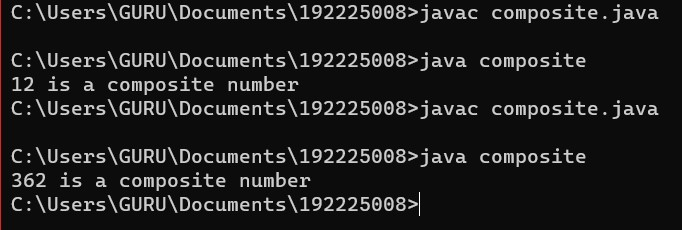 C:\Users\GURU\Documents\192225008>javac composite.java
C:\Users\GURU\Documents\192225008>java composite
12 is a composite number
C:\Users\GURU\Documents\192225008>javac composite.java
C:\Users\GURU\Documents\192225008>java composite
362 is a composite number
C:\Users\GURU\Documents\192225008>